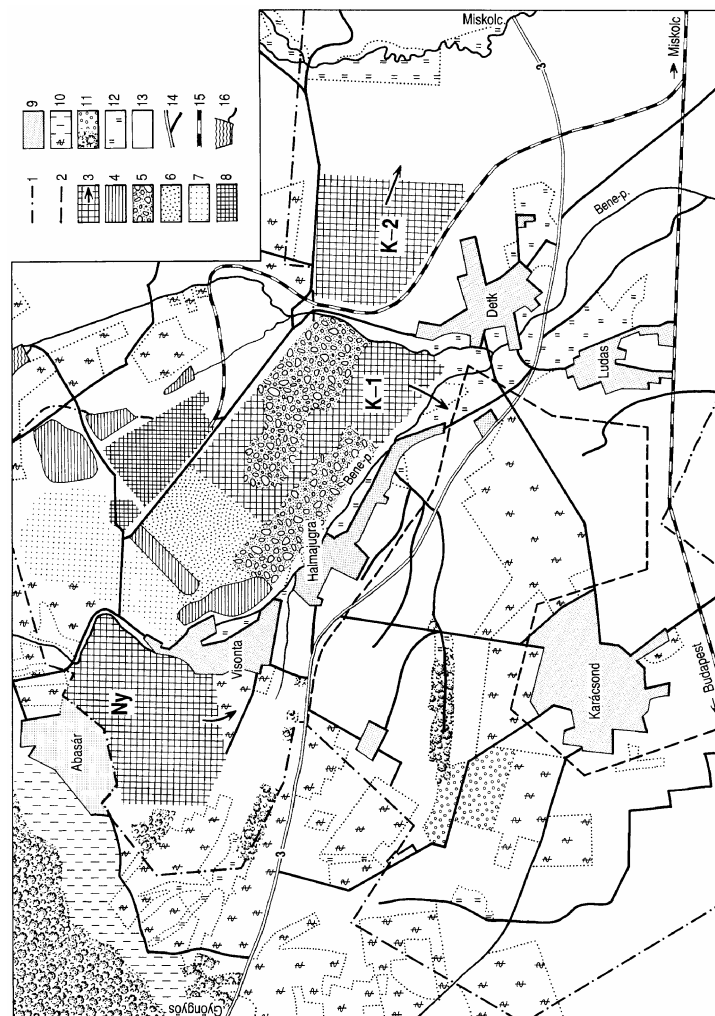 1
2
3
4
5
6
7
8
9
10
11
12
13
14
15
16
Miskolc
3
Miskolc
K–2
Bene-p.
Detk
Ludas
K–1
Bene-p.
Halmajugra
Visonta
Ny
Abasár
Karácsond
Budapest
3
Gyöngyös